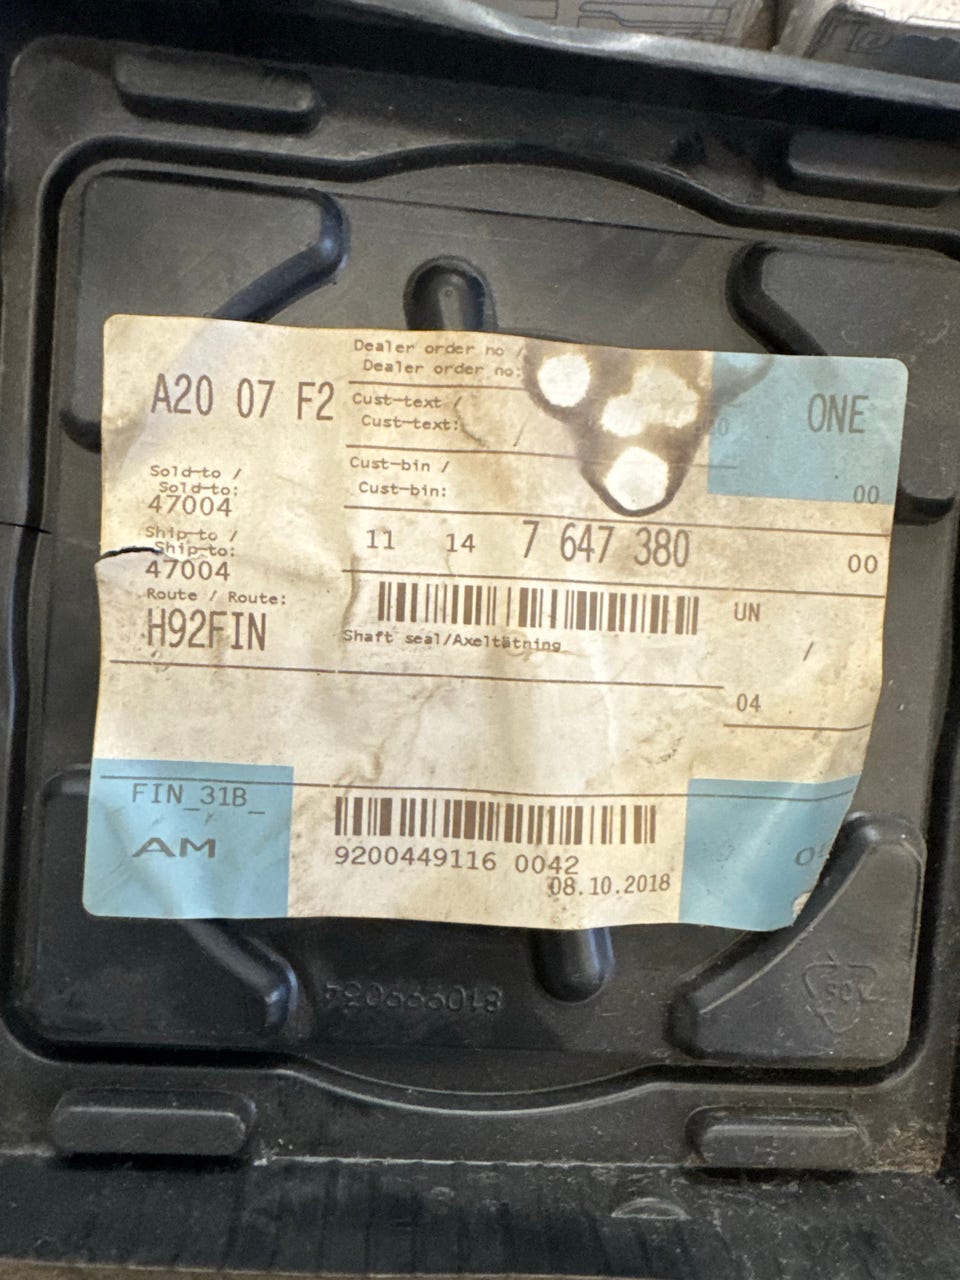 Dealer order no /
Dealer order no:
A20 07 F2
Cust-text /
Cust-text:
ONE
Cust-bin /
Cust-bin:
00
Sold-to /
Sold-to:
47004
11 14 7 647 380
00
Ship-to /
Ship-to:
47004
Route / Route:
H92FIN
UN
Shaft seal/Axeltätning
/
04
FIN_31B_
AM
9200449116 0042
08.10.2018